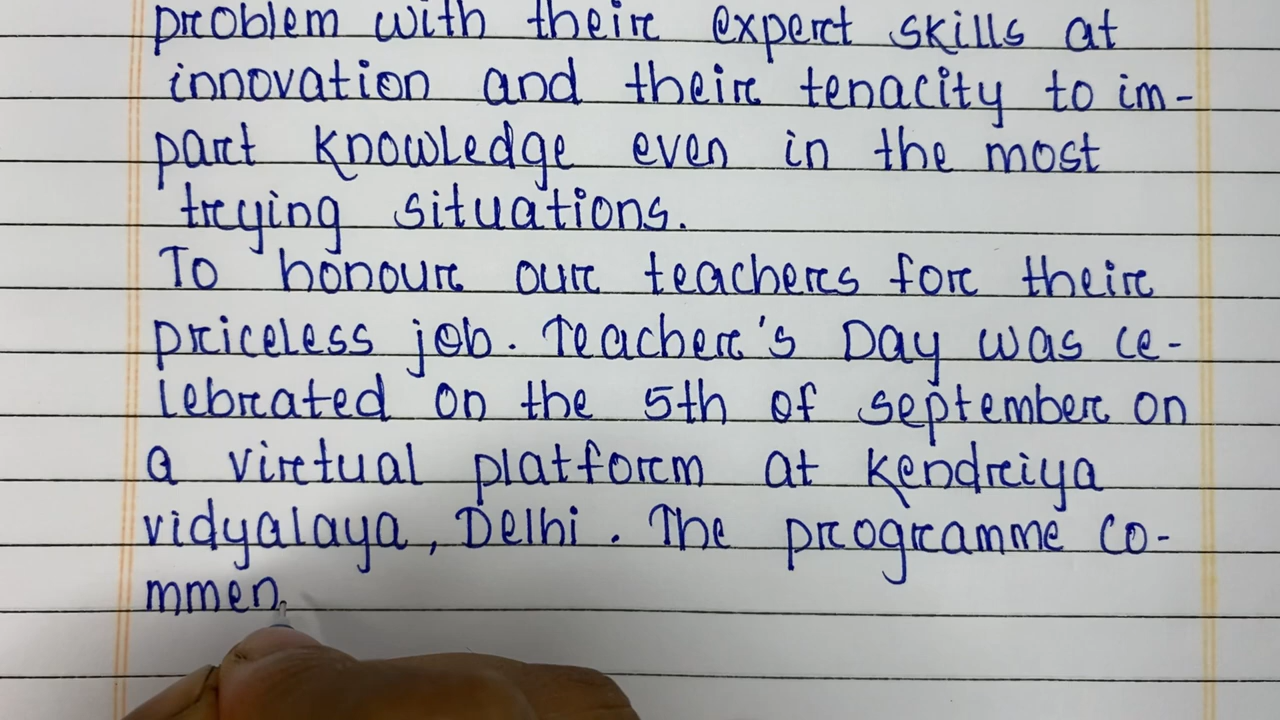 problem with their expert skills at
innovation and their tenacity to im-
part knowledge even in the most
trying situations.
To honour our teachers for their
priceless job. Teacher's Day was ce-
lebrated on the 5th of september on
a virtual platform at Kendriya
vidyalaya, Delhi. The programme co-
mmen